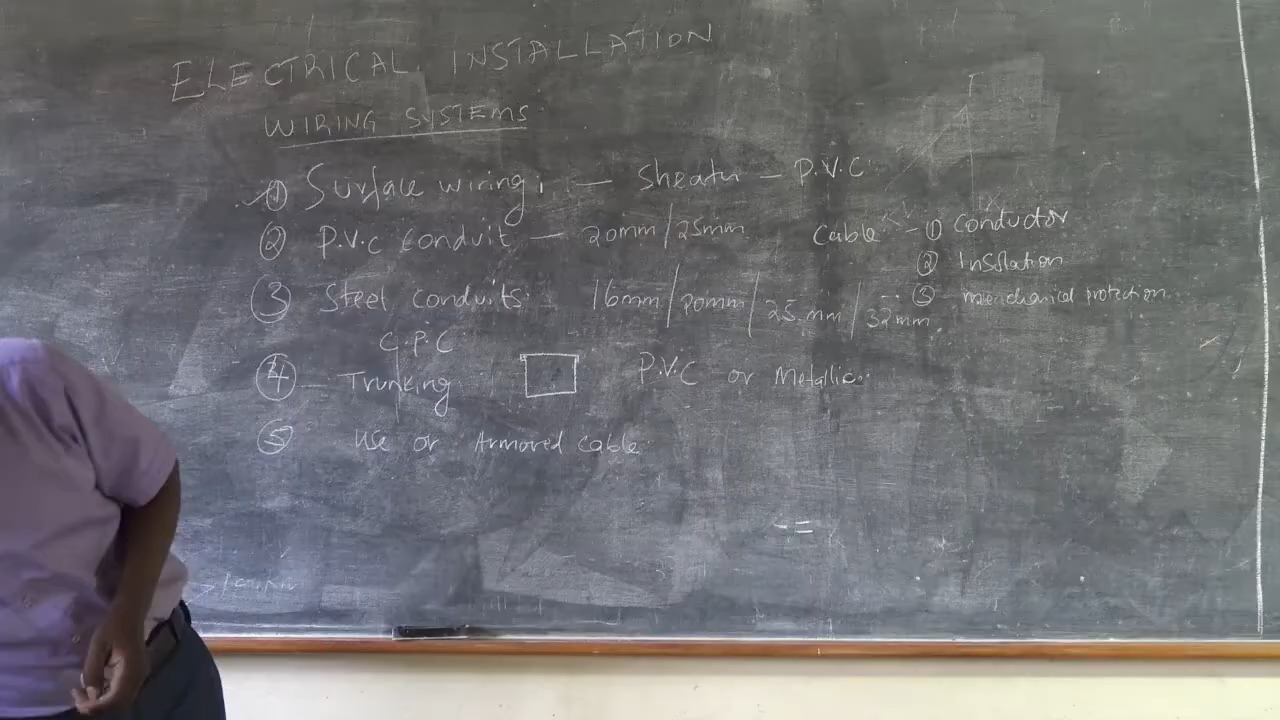 ELECTRICAL INSTALLATION
WIRING SYSTEMS
① Surface wiring, — Sheath — P.V.C
② P.V.C Conduit — 20mm/25mm
Cable — ① Conductor
② Insulation
③ mechanical protection
③ Steel conduits 16mm/20mm/25mm/32mm
C.P.C
④ — Trunking P.V.C or Metallic
⑤ Use or Armored Cable